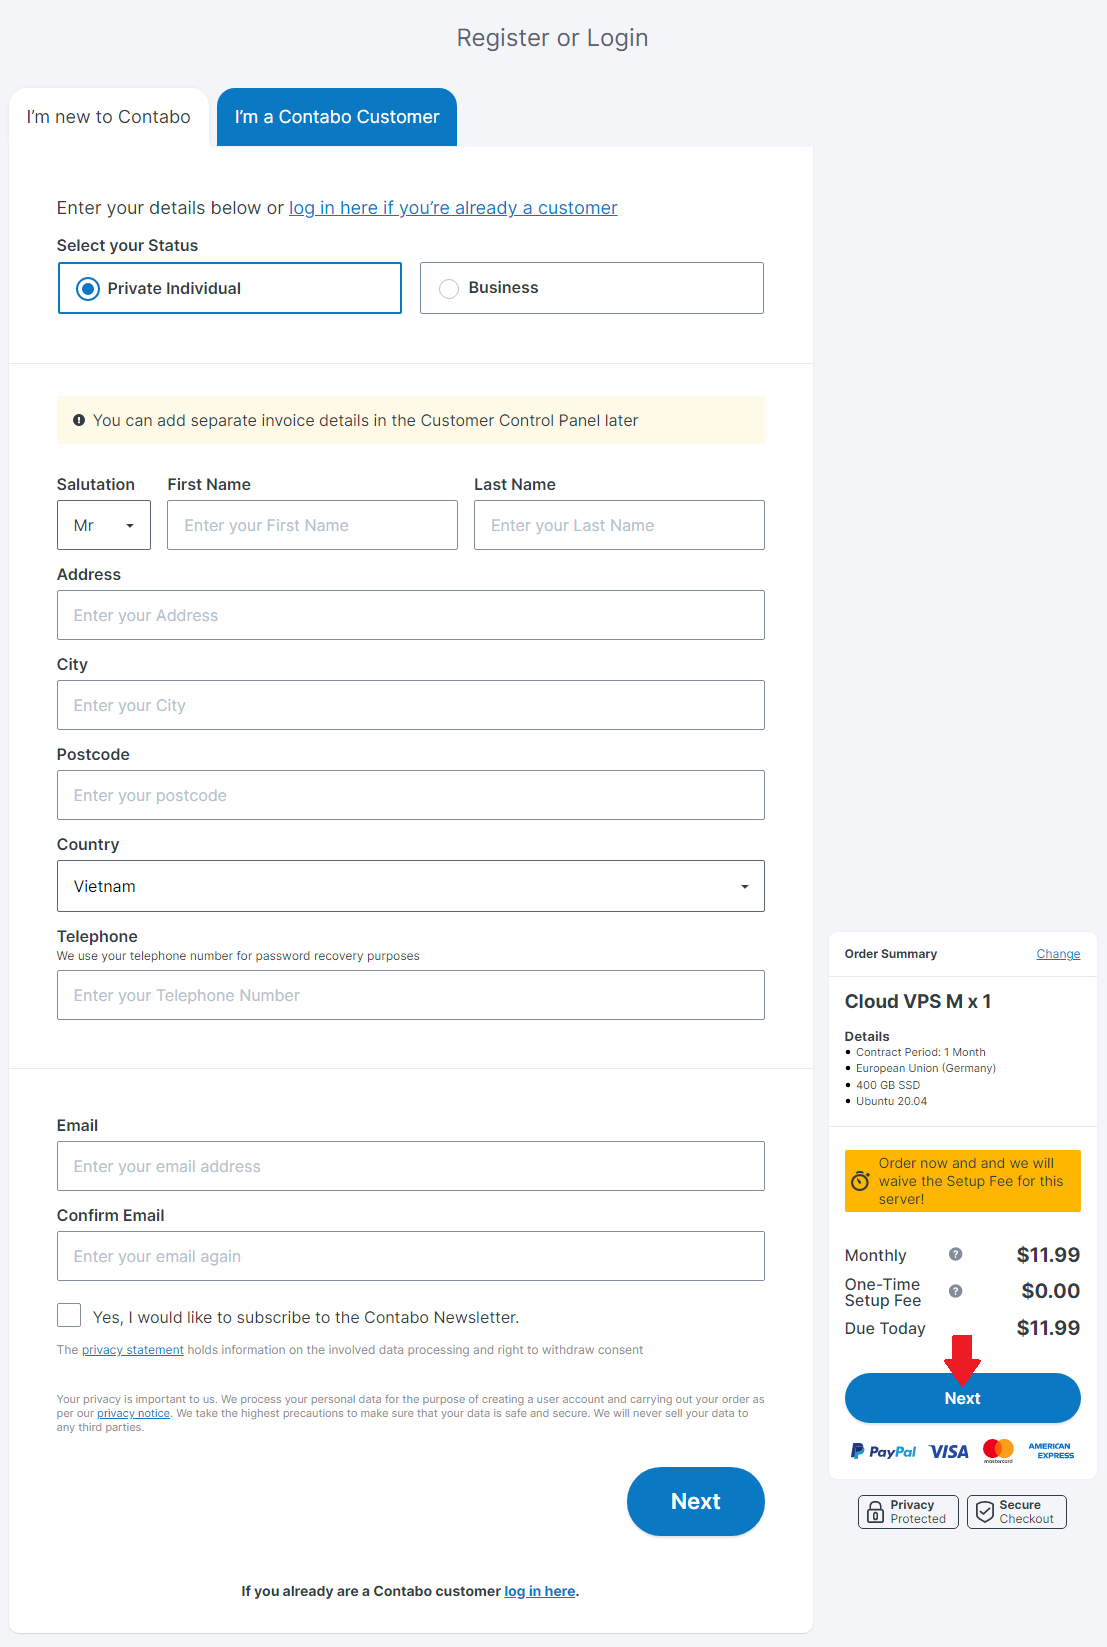 Register or Login
I'm new to Contabo
I'm a Contabo Customer
Enter your details below or log in here if you're already a customer
Select your Status
Private Individual
Business
You can add separate invoice details in the Customer Control Panel later
Salutation
First Name
Last Name
Mr
Enter your First Name
Enter your Last Name
Address
Enter your Address
City
Enter your City
Postcode
Enter your postcode
Country
Vietnam
Telephone
We use your telephone number for password recovery purposes
Enter your Telephone Number
Email
Enter your email address
Confirm Email
Enter your email again
Yes, I would like to subscribe to the Contabo Newsletter.
The privacy statement holds information on the involved data processing and right to withdraw consent
Your privacy is important to us. We process your personal data for the purpose of creating a user account and carrying out your order as
per our privacy notice. We take the highest precautions to make sure that your data is safe and secure. We will never sell your data to
any third parties.
Next
If you already are a Contabo customer log in here.
Order Summary
Change
Cloud VPS M x 1
Details
Contract Period: 1 Month
European Union (Germany)
400 GB SSD
Ubuntu 20.04
Order now and and we will
waive the Setup Fee for this
server!
Monthly ? $11.99
One-Time
Setup Fee ? $0.00
Due Today $11.99
Next
PayPal
VISA
mastercard
AMERICAN
EXPRESS
Privacy
Protected
Secure
Checkout